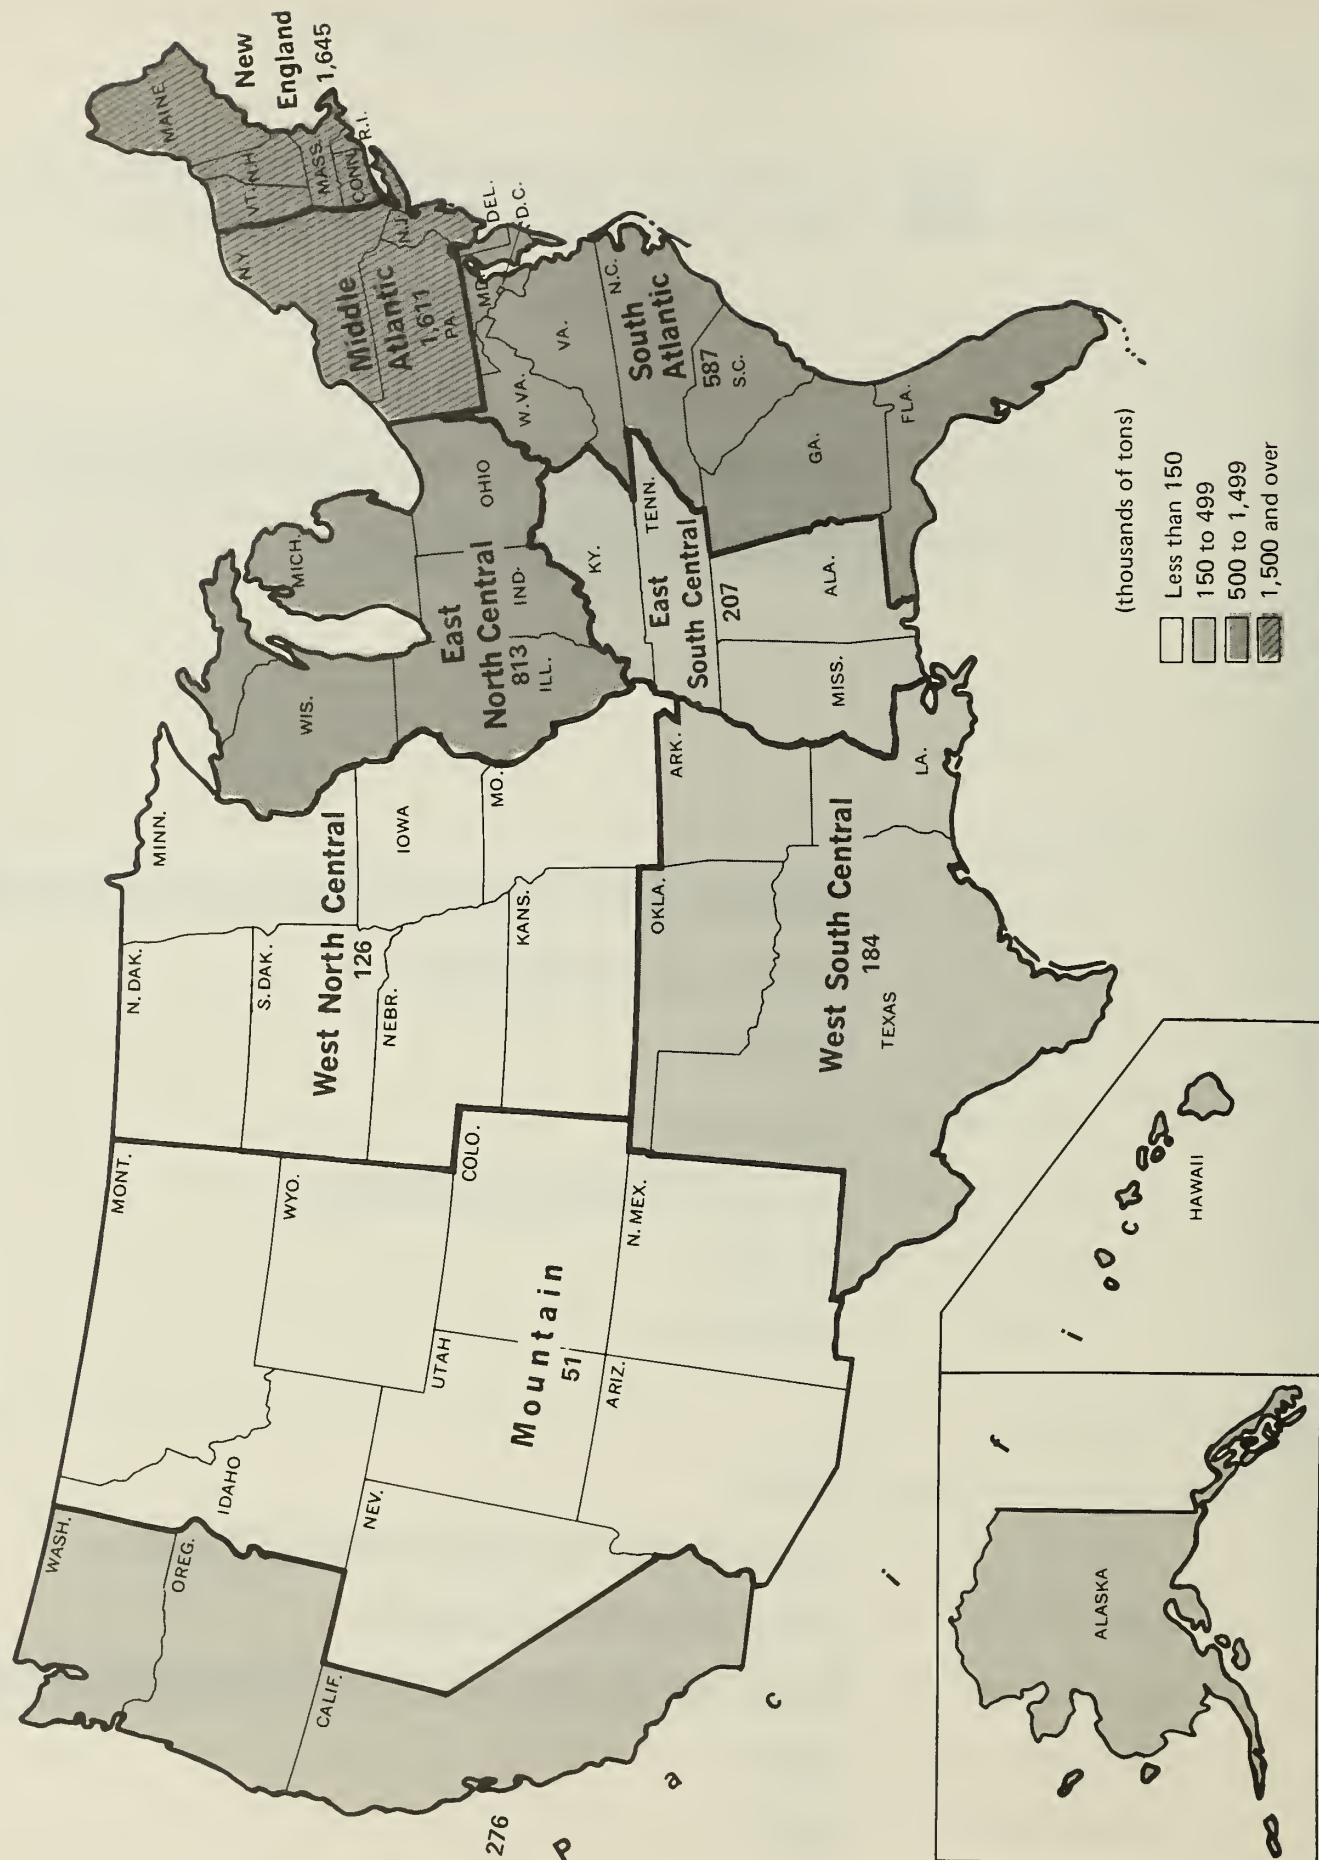 WASH.
OREG.
CALIF.
P a c i f i c
276
IDAHO
MONT.
WYO.
NEV.
UTAH
COLO.
ARIZ.
N. MEX.
Mountain
51
N. DAK.
S. DAK.
NEBR.
KANS.
MINN.
IOWA
MO.
West North Central
126
OKLA.
ARK.
TEXAS
LA.
West South Central
184
WIS.
MICH.
ILL.
IND.
OHIO
East
North Central
813
KY.
TENN.
MISS.
ALA.
East
South Central
207
W.VA.
VA.
MD.
DEL.
D.C.
N.C.
S.C.
GA.
FLA.
South
Atlantic
587
N.Y.
N.J.
PA.
Middle
Atlantic
1,611
MAINE
VT.
N.H.
MASS.
CONN.
R.I.
New
England
1,645
ALASKA
HAWAII
(thousands of tons)
Less than 150
150 to 499
500 to 1,499
1,500 and over